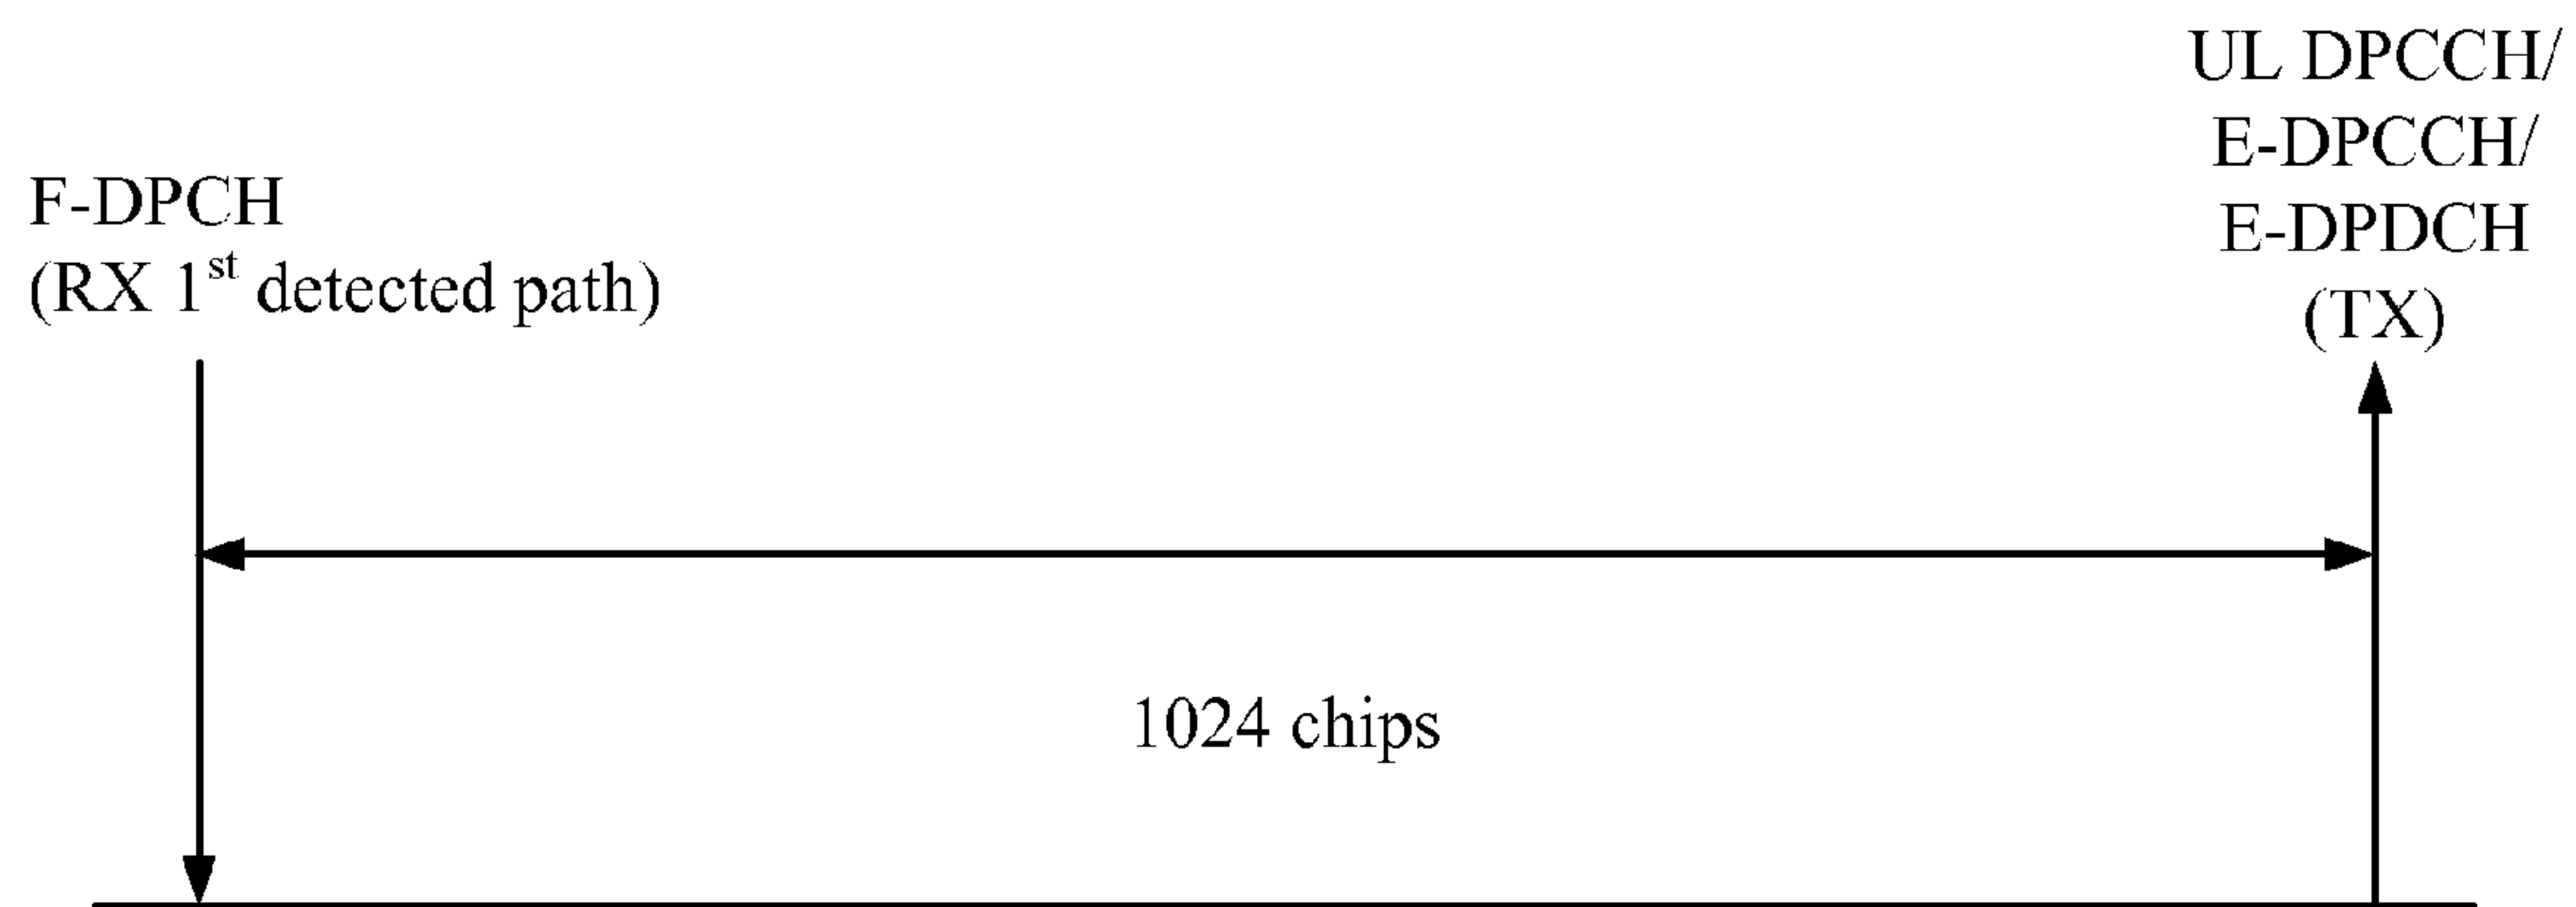 F-DPCH
(RX 1st detected path)
UL DPCCH/
E-DPCCH/
E-DPDCH
(TX)
1024 chips